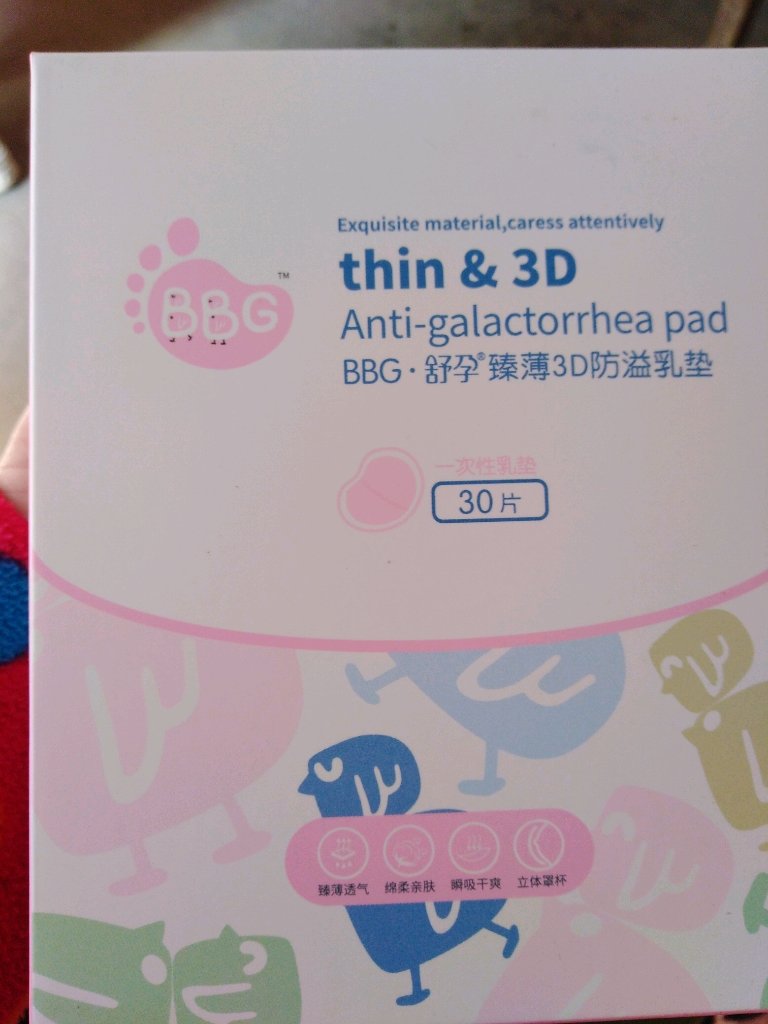 Exquisite material,caress attentively
thin & 3D
BBG™
Anti-galactorrhea pad
BBG·舒孕®臻薄3D防溢乳垫
一次性乳垫
30片
臻薄透气 绵柔亲肤 瞬吸干爽 立体罩杯